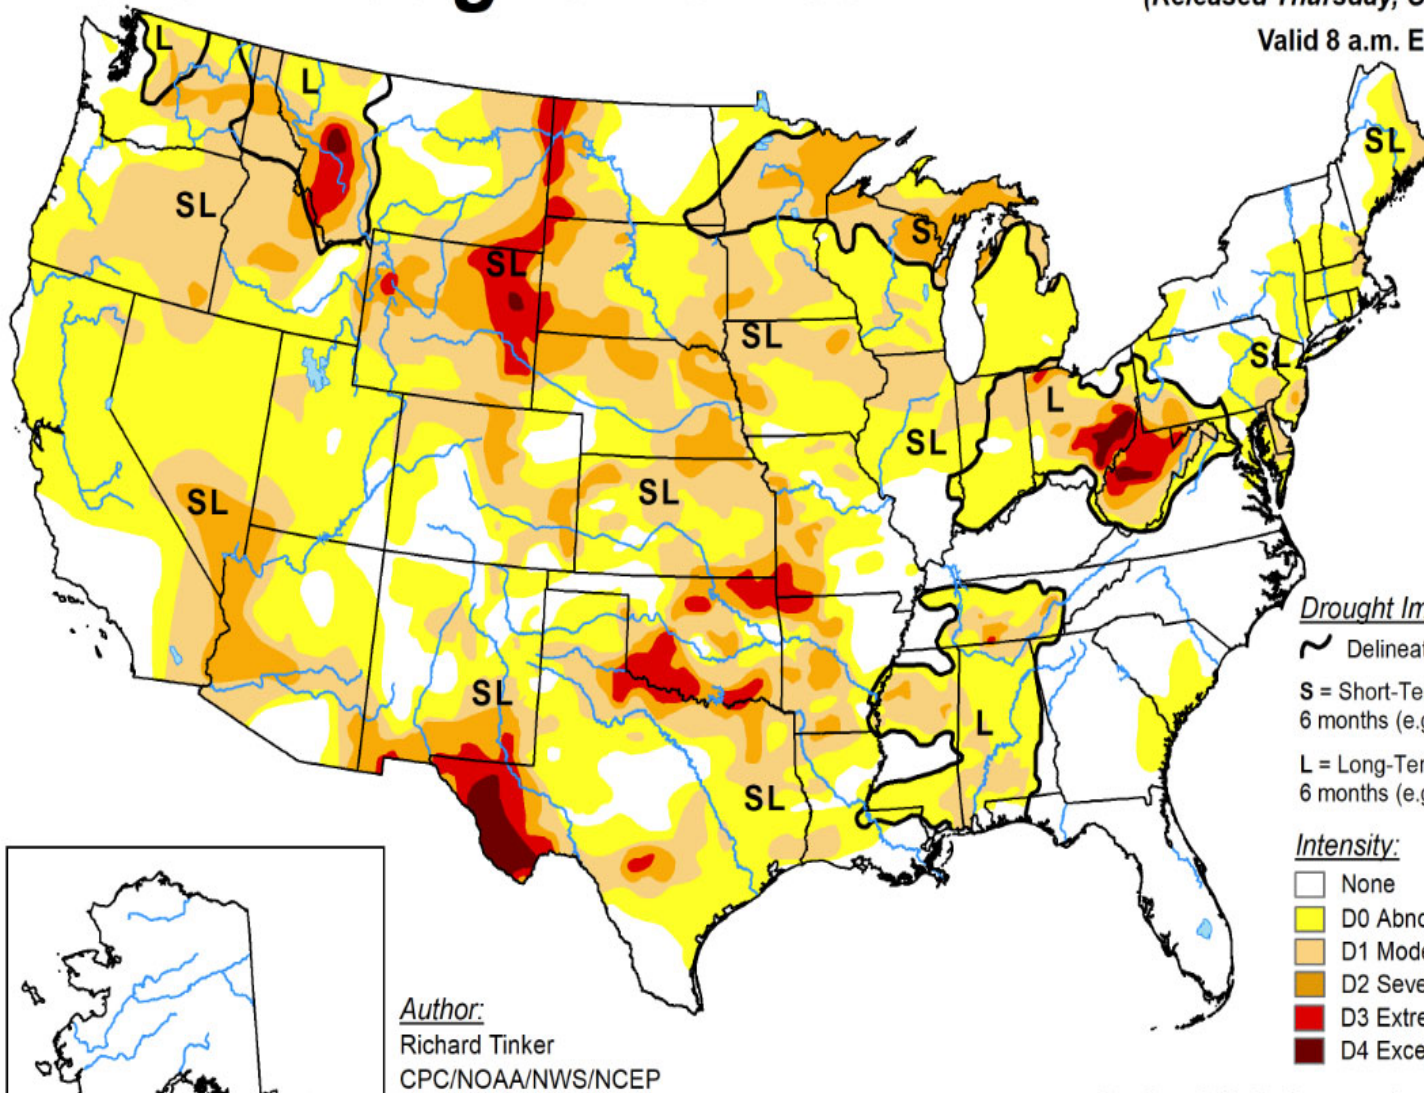 (Released Thursday,
Valid 8 a.m. E
L
L
SL
SL
S
SL
SL
SL
L
SL
SL
SL
SL
L
SL
Drought Im
Delineat
S = Short-Te
6 months (e.g
L = Long-Ter
6 months (e.g
Intensity:
None
D0 Abno
D1 Mode
D2 Seve
D3 Extre
D4 Exce
Author:
Richard Tinker
CPC/NOAA/NWS/NCEP